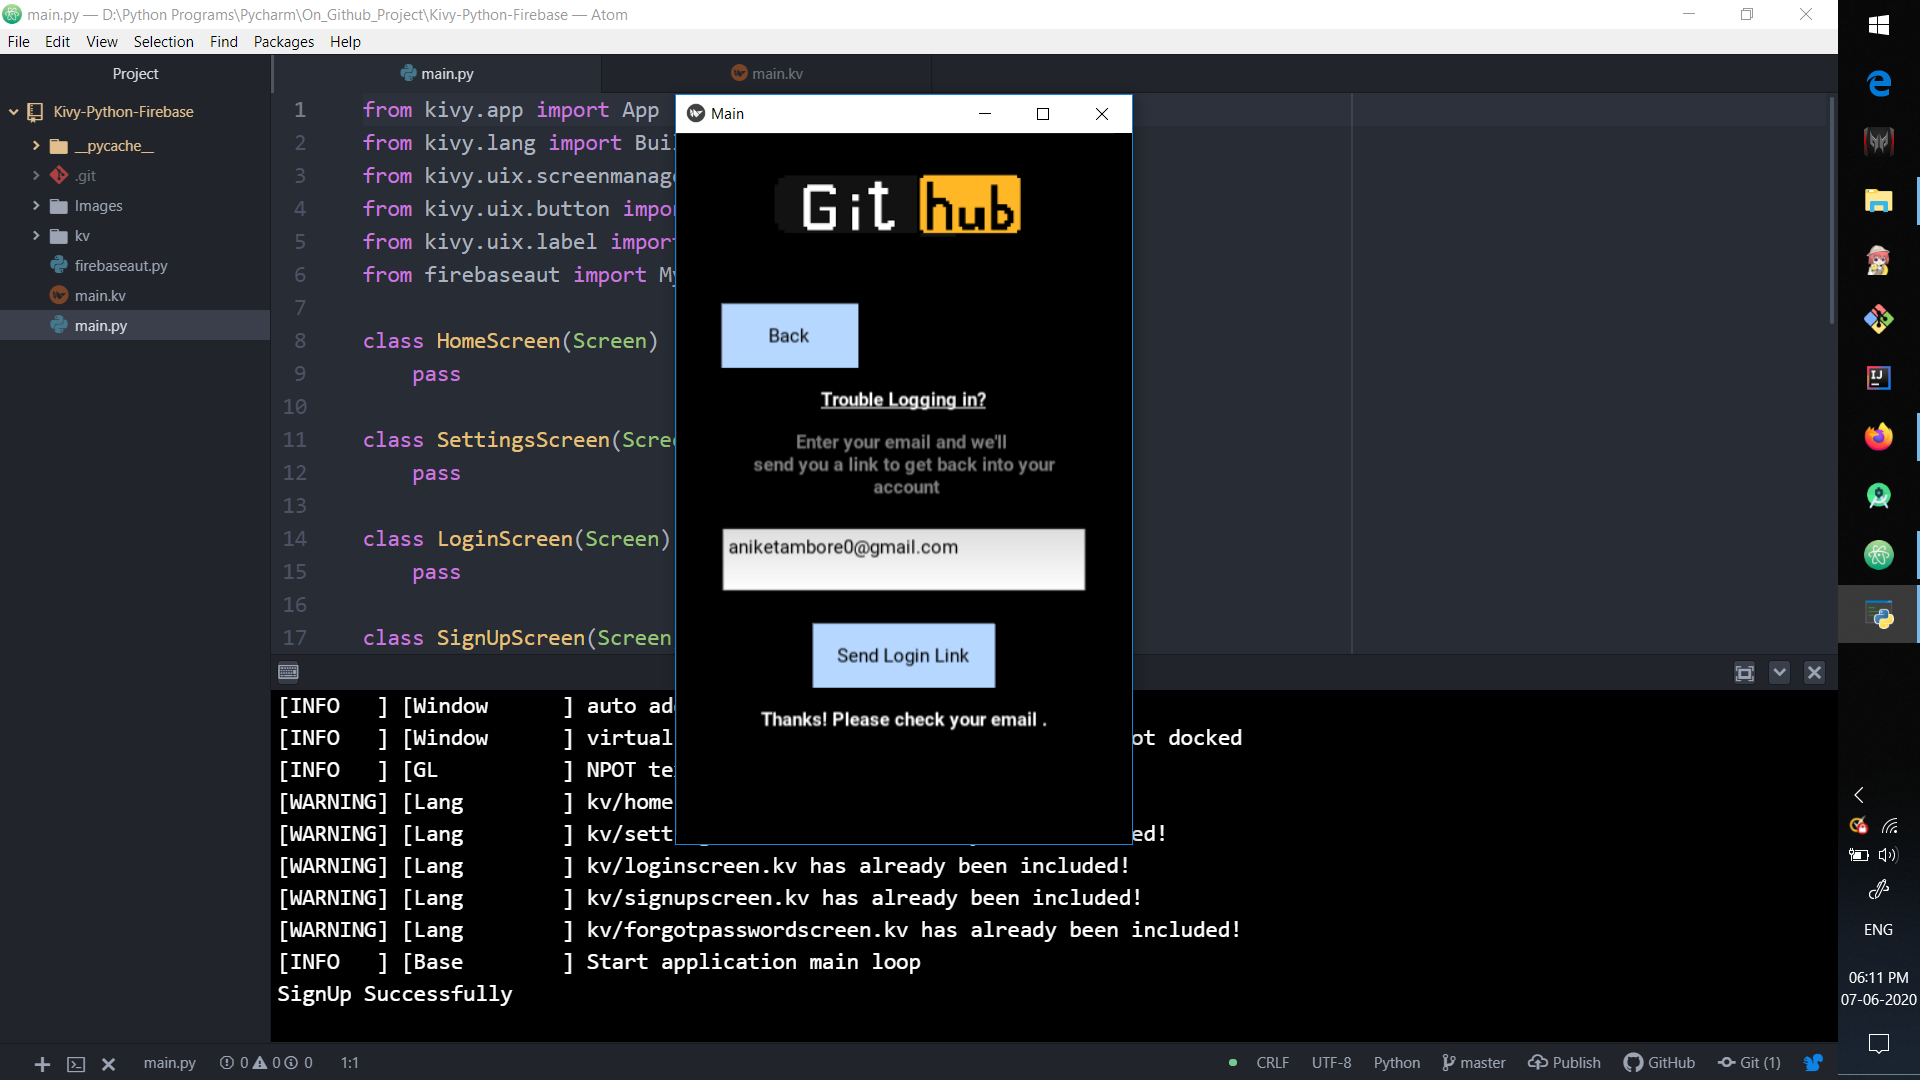 main.py — D:\Python Programs\Pycharm\On_Github_Project\Kivy-Python-Firebase — Atom
File Edit View Selection Find Packages Help
Project
main.py
main.kv
Kivy-Python-Firebase
__pycache__
.git
Images
kv
firebaseaut.py
main.kv
main.py
1 from kivy.app import App
2 from kivy.lang import Bui
3 from kivy.uix.screenmanag
4 from kivy.uix.button impor
5 from kivy.uix.label import
6 from firebaseaut import My
7
8 class HomeScreen(Screen)
9 pass
10
11 class SettingsScreen(Scre
12 pass
13
14 class LoginScreen(Screen)
15 pass
16
17 class SignUpScreen(Screen
Main
Git hub
Back
Trouble Logging in?
Enter your email and we'll
send you a link to get back into your
account
aniketambore0@gmail.com
Send Login Link
Thanks! Please check your email .
[INFO ] [Window ] auto ad
[INFO ] [Window ] virtual ot docked
[INFO ] [GL ] NPOT te
[WARNING] [Lang ] kv/home
[WARNING] [Lang ] kv/sett ed!
[WARNING] [Lang ] kv/loginscreen.kv has already been included!
[WARNING] [Lang ] kv/signupscreen.kv has already been included!
[WARNING] [Lang ] kv/forgotpasswordscreen.kv has already been included!
[INFO ] [Base ] Start application main loop
SignUp Successfully
main.py 0 0 0 1:1
CRLF UTF-8 Python master Publish GitHub Git (1)
IJ
ENG
06:11 PM
07-06-2020